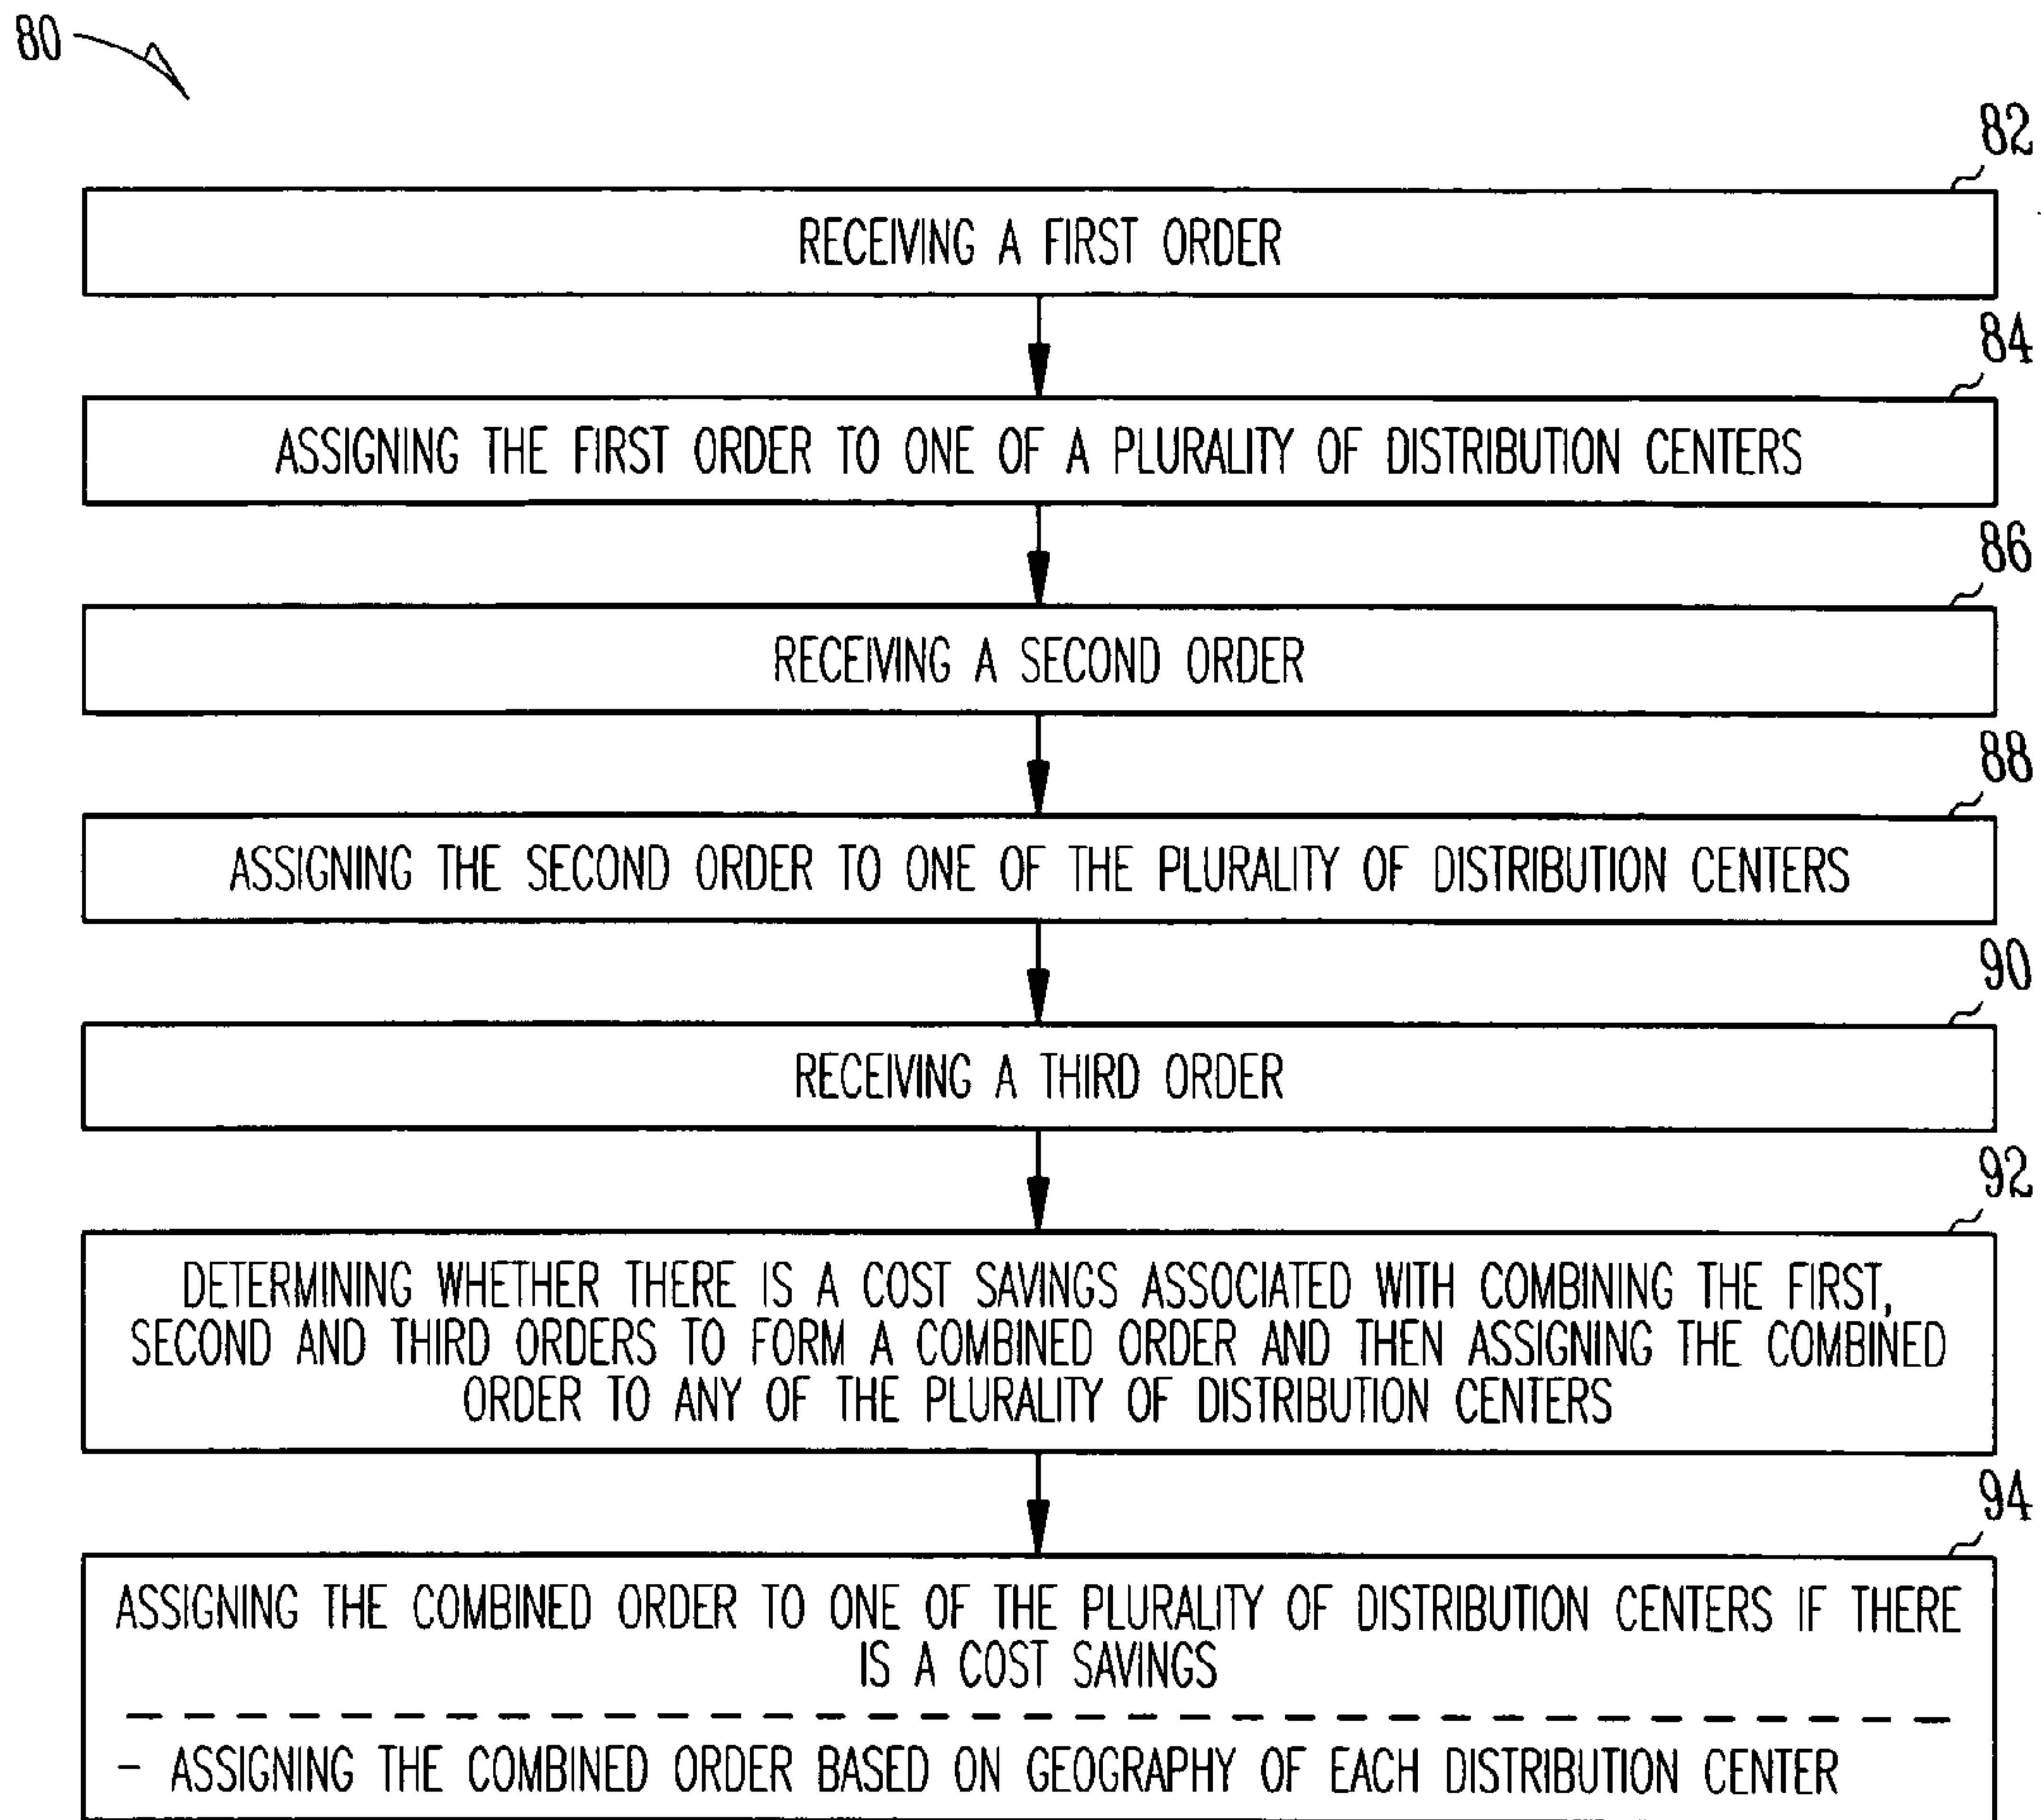 80
82
RECEIVING A FIRST ORDER
84
ASSIGNING THE FIRST ORDER TO ONE OF A PLURALITY OF DISTRIBUTION CENTERS
86
RECEIVING A SECOND ORDER
88
ASSIGNING THE SECOND ORDER TO ONE OF THE PLURALITY OF DISTRIBUTION CENTERS
90
RECEIVING A THIRD ORDER
92
DETERMINING WHETHER THERE IS A COST SAVINGS ASSOCIATED WITH COMBINING THE FIRST,
SECOND AND THIRD ORDERS TO FORM A COMBINED ORDER AND THEN ASSIGNING THE COMBINED
ORDER TO ANY OF THE PLURALITY OF DISTRIBUTION CENTERS
94
ASSIGNING THE COMBINED ORDER TO ONE OF THE PLURALITY OF DISTRIBUTION CENTERS IF THERE
IS A COST SAVINGS
- ASSIGNING THE COMBINED ORDER BASED ON GEOGRAPHY OF EACH DISTRIBUTION CENTER